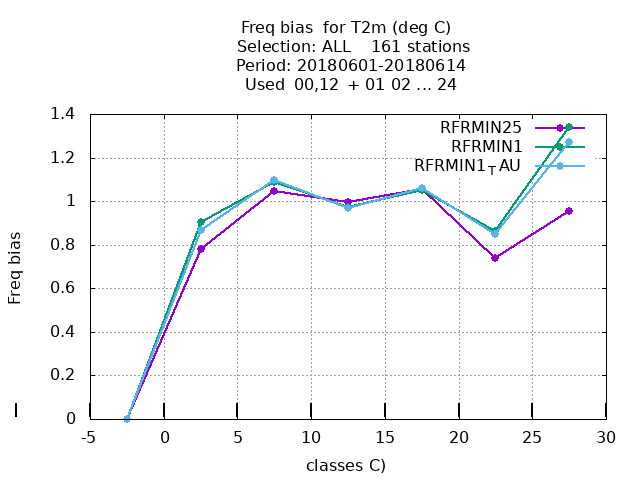 Freq bias  for T2m (deg C)
Selection: ALL    161 stations
Period: 20180601-20180614
Used  00,12  + 01 02 ... 24
RFRMIN25
RFRMIN1
RFRMIN1TAU
1.4
1.2
1
0.8
0.6
0.4
0.2
0
Freq bias
-5
0
5
10
15
20
25
30
classes C)